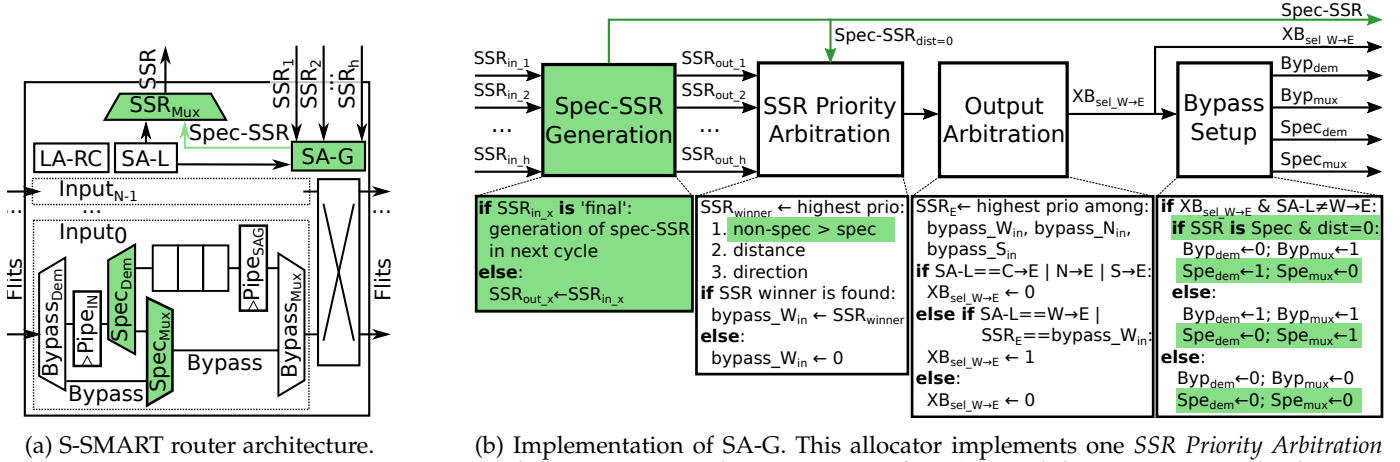 SSR
SSR1
SSR2
...
SSRh
SSRMux
Spec-SSR
LA-RC
SA-L
SA-G
InputN-1
...
...
Input0
Flits
Flits
BypassDem
>PipeIN
SpecDem
SpecMux
>PipeSAG
BypassMux
Bypass
Bypass
(a) S-SMART router architecture.
Spec-SSR
Spec-SSRdist=0
XBsel_W→E
SSRin_1
SSRin_2
...
SSRin_h
Spec-SSR
Generation
SSRout_1
SSRout_2
...
SSRout_h
SSR Priority
Arbitration
Output
Arbitration
XBsel_W→E
Bypass
Setup
Bypdem
Bypmux
Specdem
Specmux
if SSRin_x is 'final':
generation of spec-SSR
in next cycle
else:
SSRout_x←SSRin_x
SSRwinner ← highest prio:
1. non-spec > spec
2. distance
3. direction
if SSR winner is found:
bypass_Win ← SSRwinner
else:
bypass_Win ← 0
SSRE← highest prio among:
bypass_Win, bypass_Nin,
bypass_Sin
if SA-L==C→E | N→E | S→E:
XBsel_W→E ← 0
else if SA-L==W→E |
SSRE==bypass_Win:
XBsel_W→E ← 1
else:
XBsel_W→E ← 0
if XBsel_W→E & SA-L≠W→E:
if SSR is Spec & dist=0:
Bypdem←0; Bypmux←1
Spedem←1; Spemux←0
else:
Bypdem←1; Bypmux←1
Spedem←0; Spemux←1
else:
Bypdem←0; Bypmux←0
Spedem←0; Spemux←0
(b) Implementation of SA-G. This allocator implements one SSR Priority Arbitration